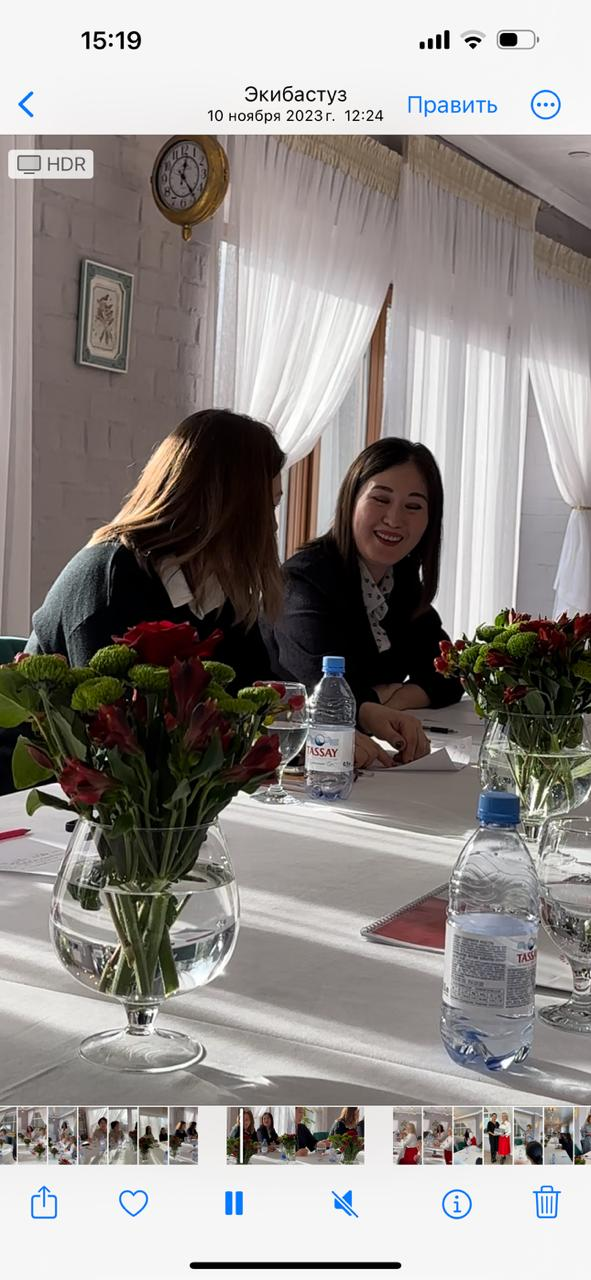 15:19
Экибастуз
10 ноября 2023 г. 12:24
Править
HDR
TASSAY
TASSAY